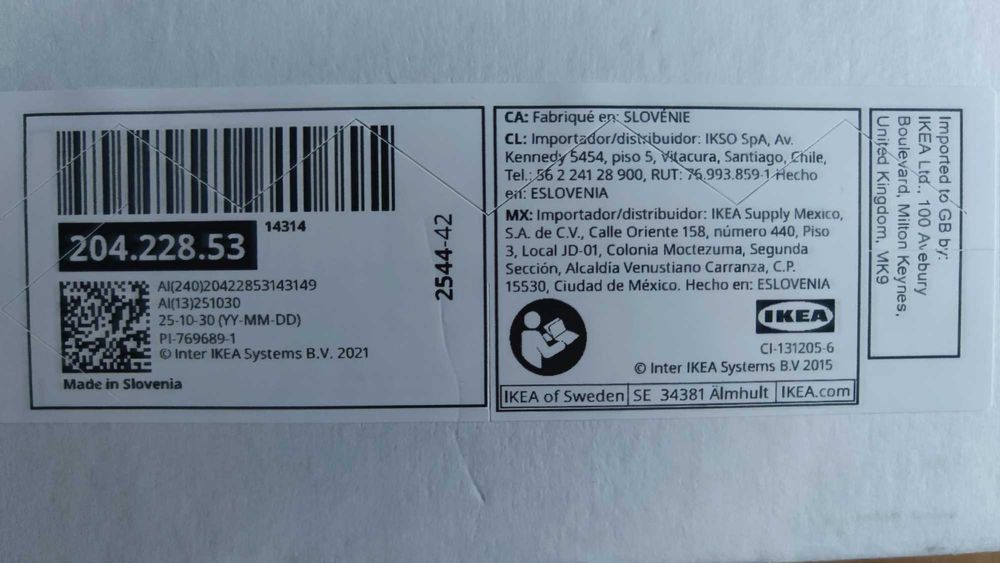 14314
204.228.53
AI(240)20422853143149
AI(13)251030
25-10-30 (YY-MM-DD)
PI-769689-1
© Inter IKEA Systems B.V. 2021
Made in Slovenia
2544-42
CA: Fabriqué en: SLOVÉNIE
CL: Importador/distribuidor: IKSO SpA, Av.
Kennedy 5454, piso 5, Vitacura, Santiago, Chile,
Tel.: 56 2 241 28 900, RUT: 76.993.859-1 Hecho
en: ESLOVENIA
MX: Importador/distribuidor: IKEA Supply Mexico,
S.A. de C.V., Calle Oriente 158, número 440, Piso
3, Local JD-01, Colonia Moctezuma, Segunda
Sección, Alcaldía Venustiano Carranza, C.P.
15530, Ciudad de México. Hecho en: ESLOVENIA
IKEA
CI-131205-6
© Inter IKEA Systems B.V 2015
IKEA of Sweden SE 34381 Älmhult IKEA.com
Imported to GB by:
IKEA Ltd., 100 Avebury
Boulevard, Milton Keynes,
United Kingdom, MK9